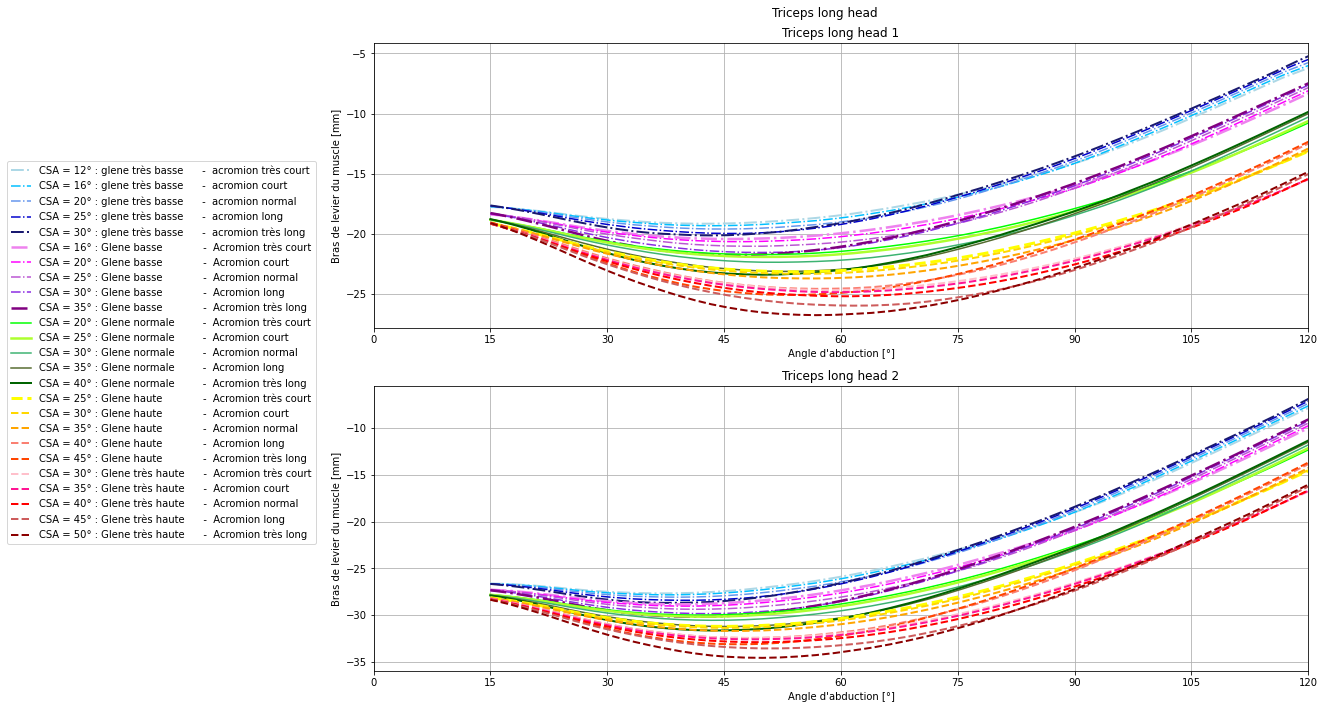 Triceps long head
Triceps long head 1
−5
−10
−15
−20
−25
Bras de levier du muscle [mm]
0 15 30 45 60 75 90 105 120
Angle d'abduction [°]
CSA = 12° : glene très basse - acromion très court
CSA = 16° : glene très basse - acromion court
CSA = 20° : glene très basse - acromon normal
CSA = 25° : glene très basse - acromion long
CSA = 30° : glene très basse - acromion très long
CSA = 16° : Glene basse - Acromion très court
CSA = 20° : Glene basse - Acomion court
CSA = 25° : Glene basse - Acromion normal
CSA = 30° : Glene basse - Acromion long
CSA = 35° : Glene basse - Acromion très long
CSA = 20° : Glene normale - Acromion très court
CSA = 25° : Glene normale - Acromion court
CSA = 30° : Glene normale - Acromion normal
CSA = 35° : Glene normale - Acromion long
CSA = 40° : Glene normale - Acromion très long
CSA = 25° : Glene haute - Acromion très court
CSA = 30° : Glene haute - Acromion court
CSA = 35° : Glene haute - Acromion normal
CSA = 40° : Glene haute - Acromion long
CSA = 45° : Glene haute - Acromion très long
CSA = 30° : Glene très haute - Acromion très court
CSA = 35° : Glene très haute - Acromion court
CSA = 40° : Glene très haute - Acromion normal
CSA = 45° : Glene très haute - Acromion long
CSA = 50° : Glene très haute - Acromion très long
Triceps long head 2
−10
−15
−20
−25
−30
−35
Bras de levier du muscle [mm]
0 15 30 45 60 75 90 105 120
Angle d'abduction [°]